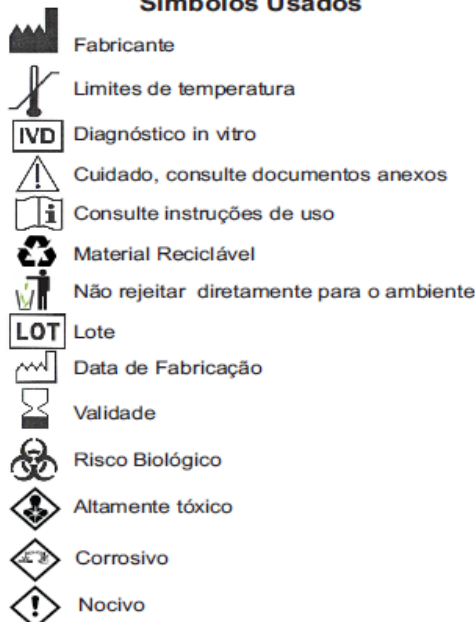 Símbolos Usados
Fabricante
Limites de temperatura
IVD Diagnóstico in vitro
Cuidado, consulte documentos anexos
i Consulte instruções de uso
Material Reciclável
Não rejeitar diretamente para o ambiente
LOT Lote
Data de Fabricação
Validade
Risco Biológico
Altamente tóxico
Corrosivo
Nocivo